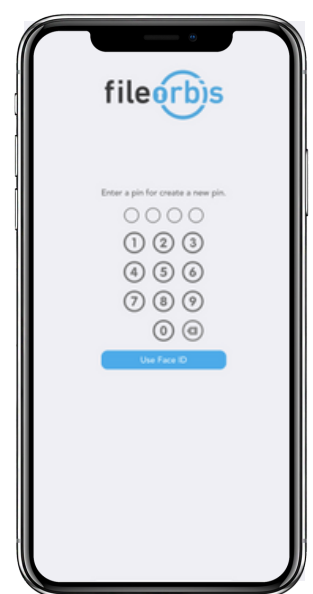 fileorbis
Enter a pin for create a new pin.
1 2 3
4 5 6
7 8 9
0
Use Face ID